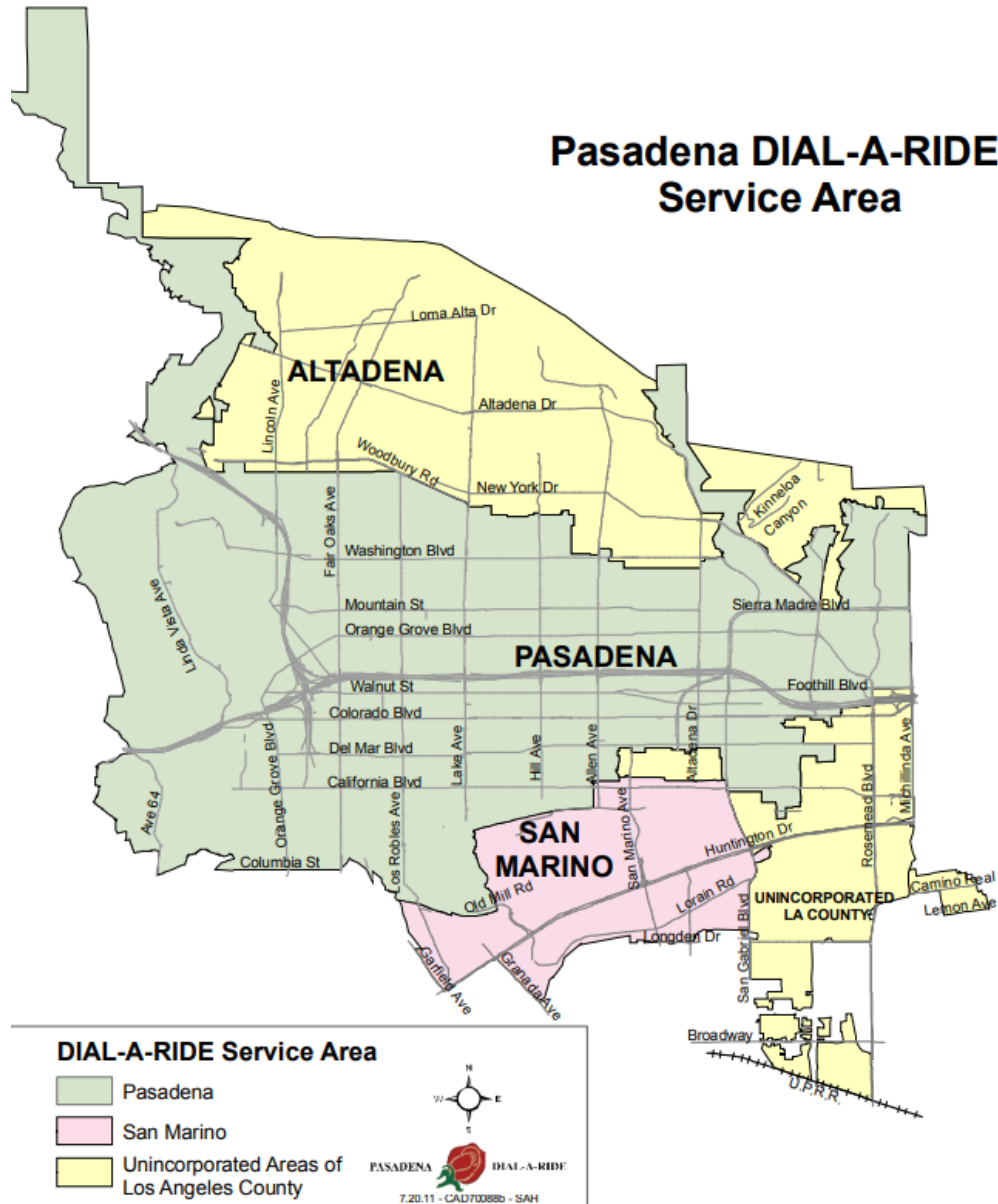 Pasadena DIAL-A-RIDE
Service Area
Loma Alta Dr
ALTADENA
Lincoln Ave
Altadena Dr
Woodbury Rd
New York Dr
Kinneloa
Canyon
Fair Oaks Ave
Washington Blvd
Linda Vista Ave
Mountain St
Sierra Madre Blvd
Orange Grove Blvd
PASADENA
Walnut St
Foothill Blvd
Colorado Blvd
Orange Grove Blvd
Lake Ave
Hill Ave
Allen Ave
Altadena Dr
Del Mar Blvd
Rosemead Blvd
Michillinda Ave
California Blvd
Ave 64
Los Robles Ave
San Marino Ave
SAN
MARINO
Huntington Dr
Columbia St
Old Mill Rd
Lorain Rd
UNINCORPORATED
LA COUNTY
Camino Real
Lemon Ave
Longden Dr
San Gabriel Blvd
Garfield Ave
Granada Ave
Broadway
U.P.R.R.
DIAL-A-RIDE Service Area
Pasadena
San Marino
Unincorporated Areas of
Los Angeles County
N
W E
S
PASADENA DIAL-A-RIDE
7.20.11 - CAD70088b - SAH